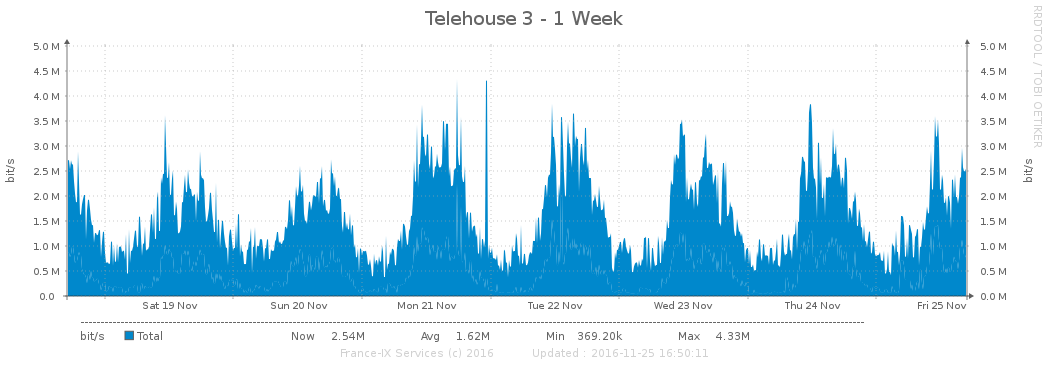 Telehouse 3 - 1 Week
RRDTOOL / TOBI OETIKER
bit/s
5.0 M
4.5 M
4.0 M
3.5 M
3.0 M
2.5 M
2.0 M
1.5 M
1.0 M
0.5 M
0.0
5.0 M
4.5 M
4.0 M
3.5 M
3.0 M
2.5 M
2.0 M
1.5 M
1.0 M
0.5 M
0.0 M
bit/s
Sat 19 Nov Sun 20 Nov Mon 21 Nov Tue 22 Nov Wed 23 Nov Thu 24 Nov Fri 25 Nov
bit/s Total Now 2.54M Avg 1.62M Min 369.20k Max 4.33M
France-IX Services (c) 2016 Updated : 2016-11-25 16:50:11